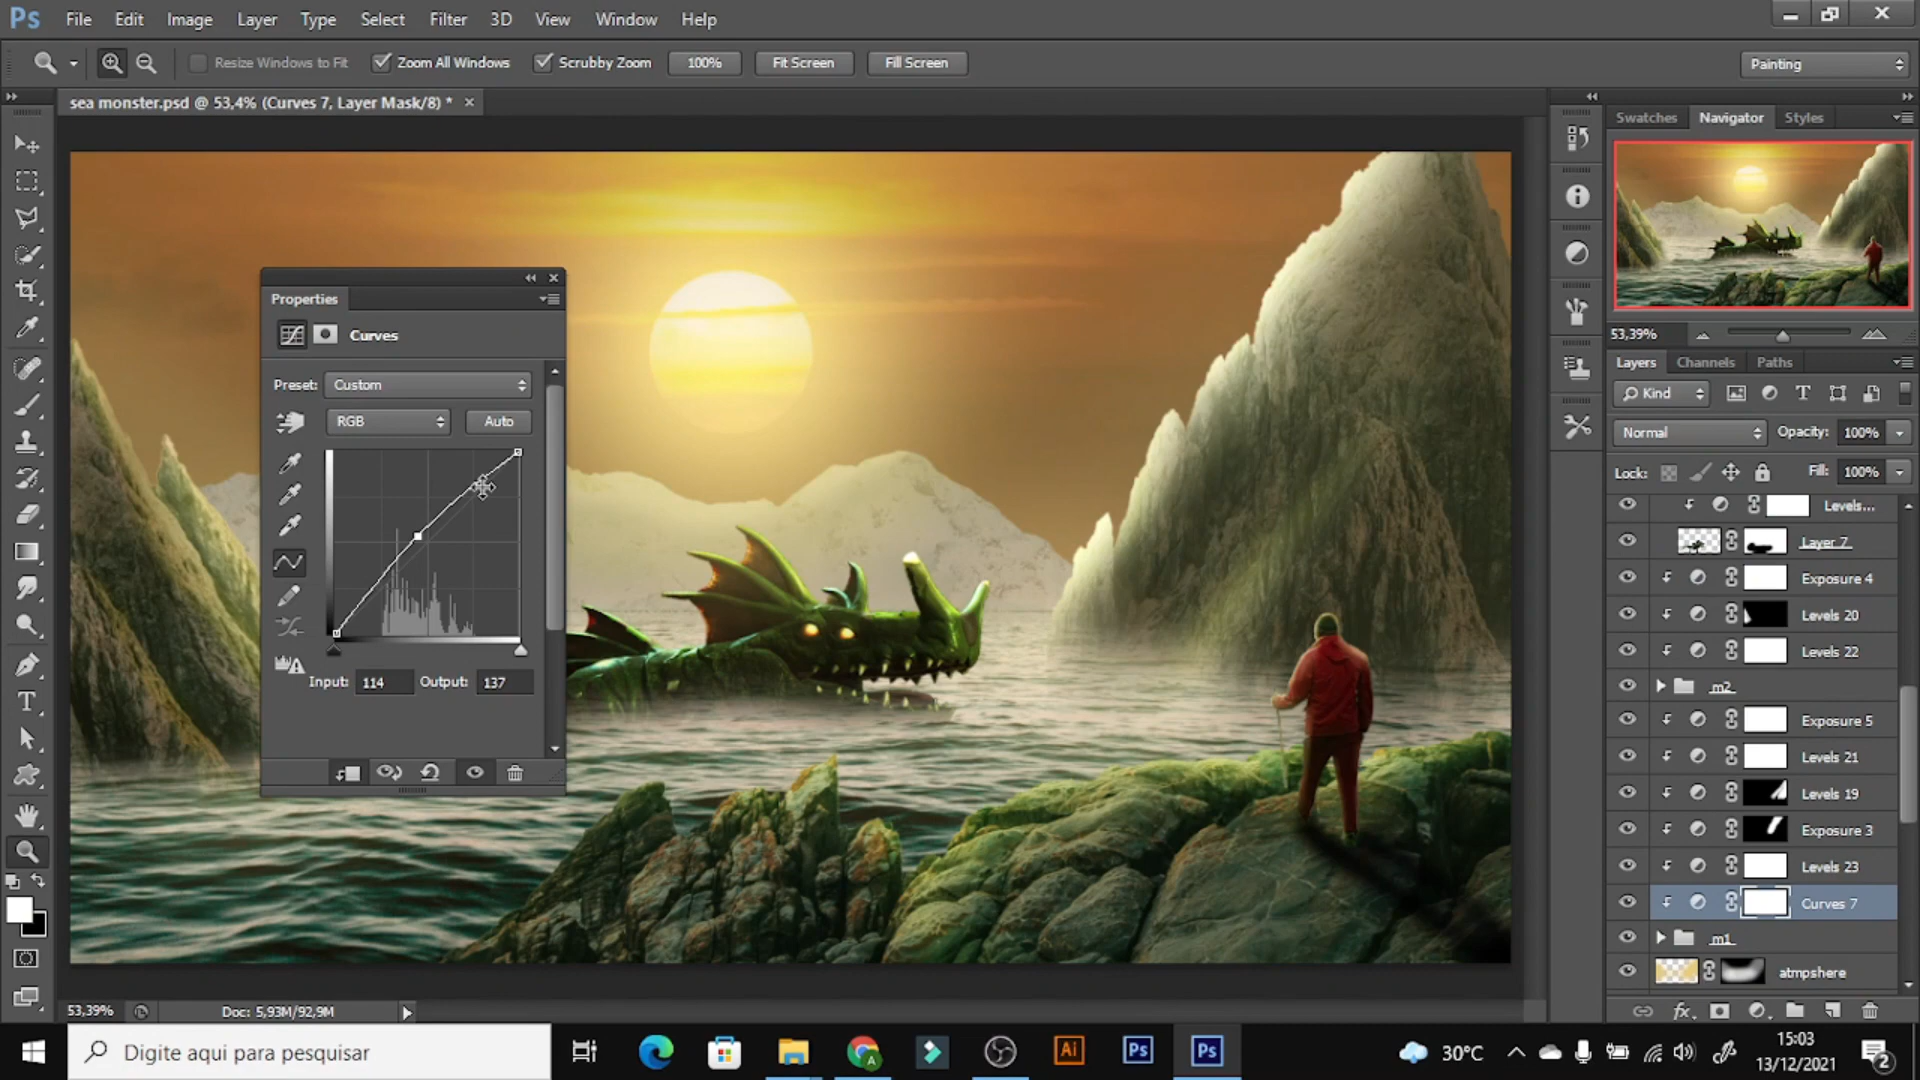 Ps File Edit Image Layer Type Select Filter 3D View Window Help
Resize Windows to Fit Zoom All Windows Scrubby Zoom 100% Fit Screen Fill Screen Painting
sea monster.psd @ 53,4% (Curves 7, Layer Mask/8) * ×
Swatches Navigator Styles
Properties
Curves
Preset: Custom
RGB Auto
Input: 114 Output: 137
53,39%
Layers Channels Paths
Kind
Normal Opacity: 100%
Lock: Fill: 100%
Levels...
Layer 7
Exposure 4
Levels 20
Levels 22
m2
Exposure 5
Levels 21
Levels 19
Exposure 3
Levels 23
Curves 7
m1
atmpshere
fx
53,39% Doc: 5,93M/92,9M
Digite aqui para pesquisar
A
Ai
Ps
Ps
30°C
15:03
13/12/2021
2